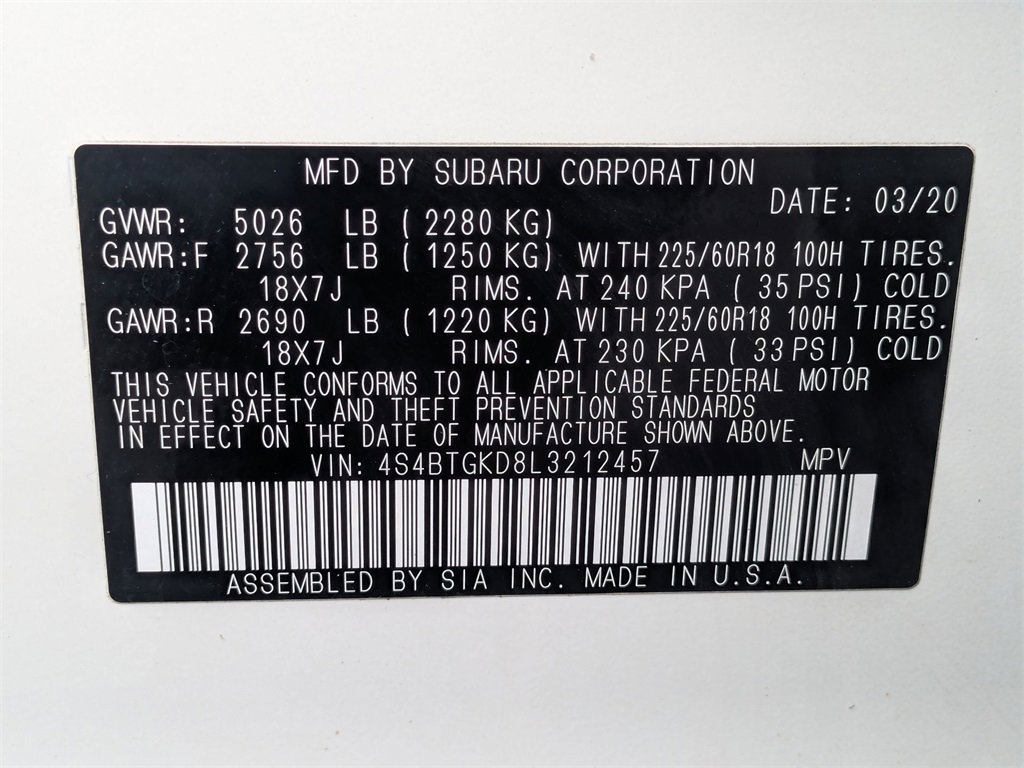 MFD BY SUBARU CORPORATION
DATE: 03/20
GVWR: 5026 LB ( 2280 KG)
GAWR:F 2756 LB ( 1250 KG) WITH 225/60R18 100H TIRES.
18X7J RIMS. AT 240 KPA ( 35 PSI) COLD
GAWR:R 2690 LB ( 1220 KG) WITH 225/60R18 100H TIRES.
18X7J RIMS. AT 230 KPA ( 33 PSI) COLD
THIS VEHICLE CONFORMS TO ALL APPLICABLE FEDERAL MOTOR
VEHICLE SAFETY AND THEFT PREVENTION STANDARDS
IN EFFECT ON THE DATE OF MANUFACTURE SHOWN ABOVE.
VIN: 4S4BTGKD8L3212457 MPV
ASSEMBLED BY SIA INC. MADE IN U.S.A.